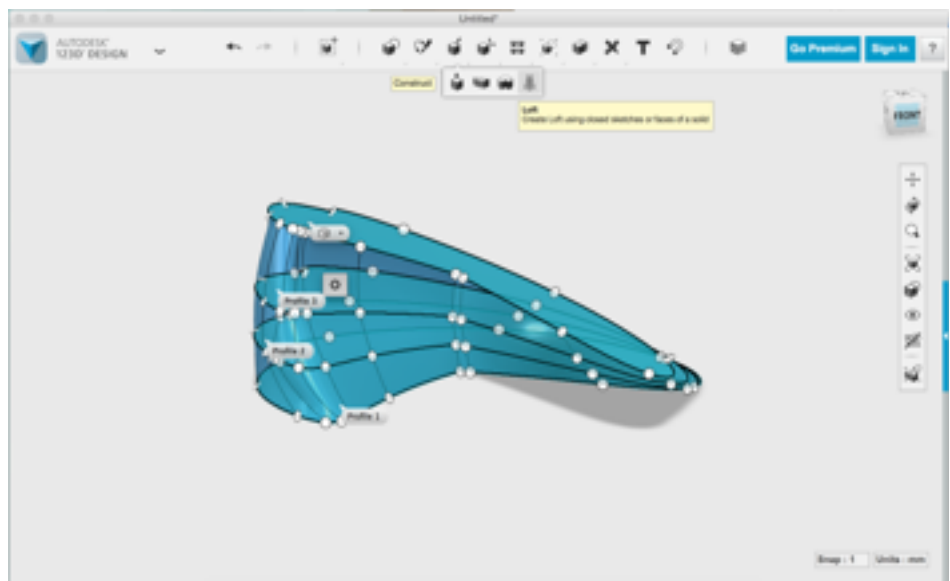 Untitled*
AUTODESK®
123D® DESIGN
Go Premium
Sign In
?
Construct
Loft
Create Loft using closed sketches or faces of a solid
FRONT
Profile 3
Profile 2
Profile 1
Snap : 1
Units : mm